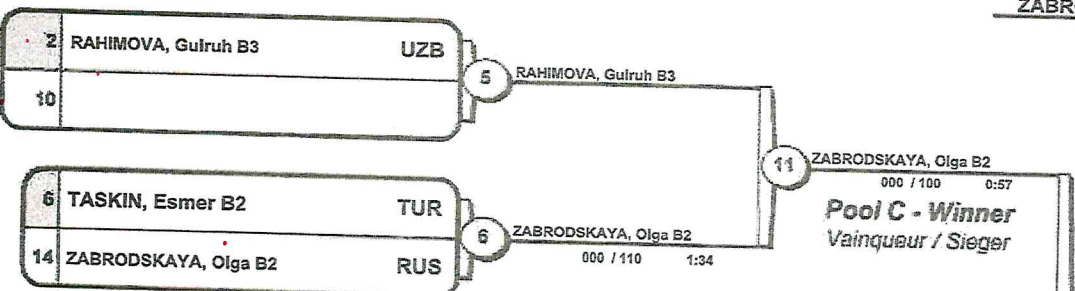 2 RAHIMOVA, Gulruh B3 UZB
10
5 RAHIMOVA, Gulruh B3
6 TASKIN, Esmer B2 TUR
14 ZABRODSKAYA, Olga B2 RUS
6 ZABRODSKAYA, Olga B2
000 / 110 1:34
11 ZABRODSKAYA, Olga B2
000 / 100 0:57
Pool C - Winner
Vainqueur / Sieger